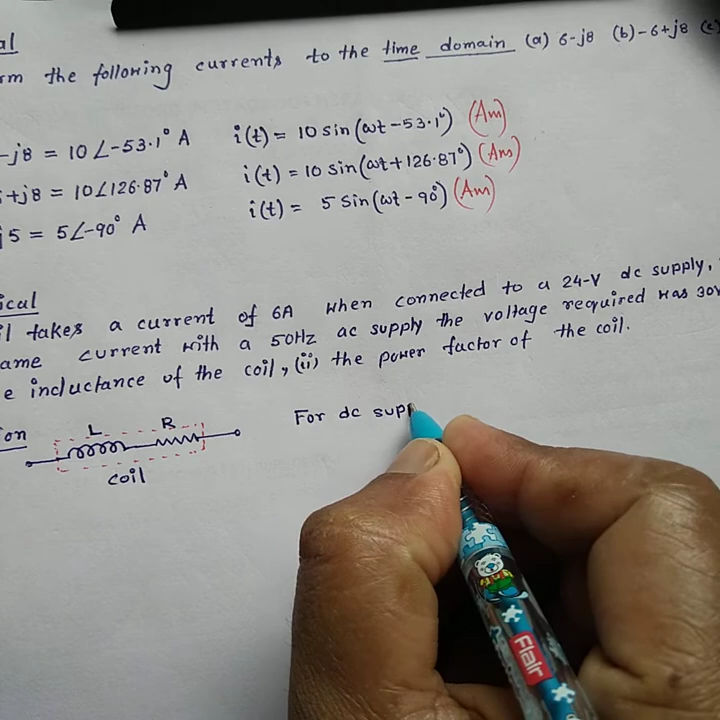 al
rm the following currents to the time domain (a) 6-j8 (b)-6+j8 (c)
-j8 = 10∠-53.1° A i(t) = 10 sin(ωt-53.1°) (Am)
+j8 = 10∠126.87° A i(t) = 10 sin(ωt+126.87°) (Am)
j5 = 5∠-90° A i(t) = 5 sin(ωt-90°) (Am)
ical
il takes a current of 6A when connected to a 24-V dc supply,
ame current with a 50Hz ac supply the voltage required was 30V
e inductance of the coil, (ii) the power factor of the coil.
ion
L R
coil
For dc supp
Flair